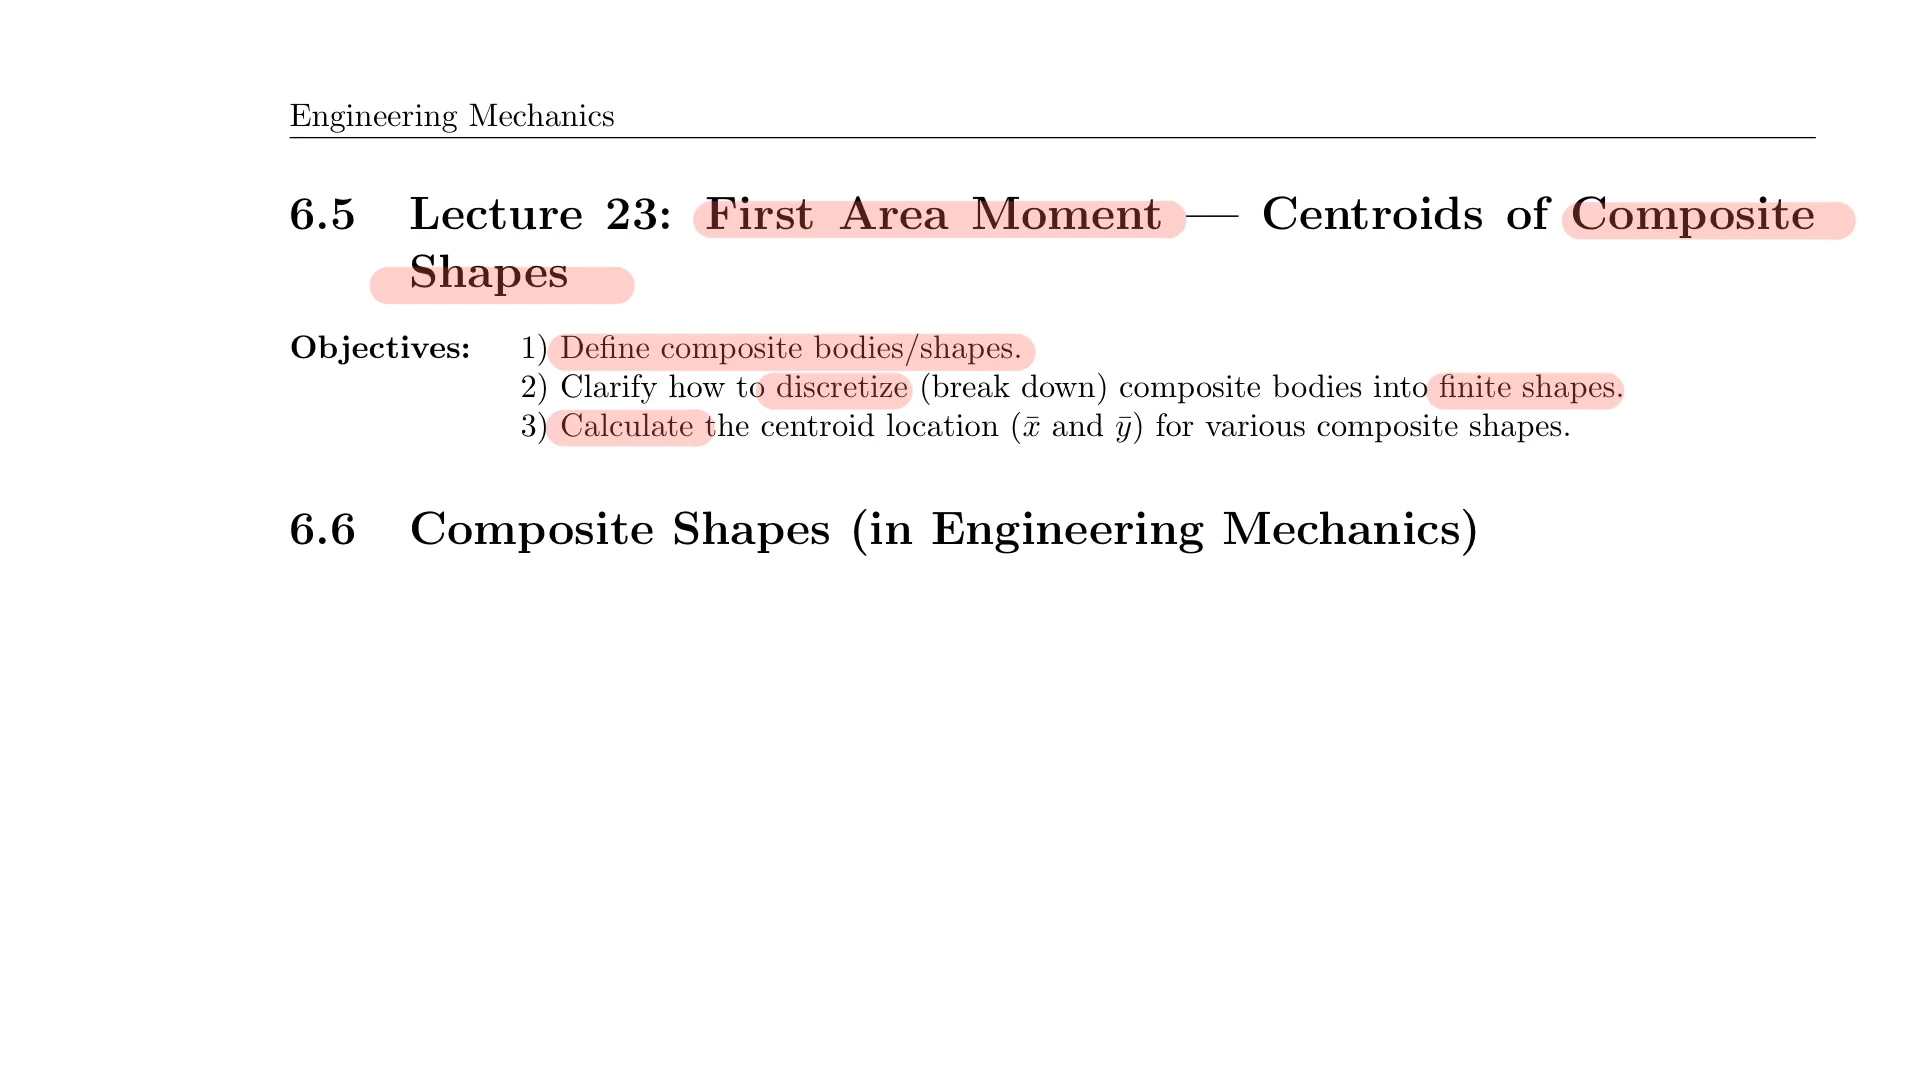 Engineering Mechanics
6.5 Lecture 23: First Area Moment — Centroids of Composite
Shapes
Objectives: 1) Define composite bodies/shapes.
2) Clarify how to discretize (break down) composite bodies into finite shapes.
3) Calculate the centroid location (x̄ and ȳ) for various composite shapes.
6.6 Composite Shapes (in Engineering Mechanics)